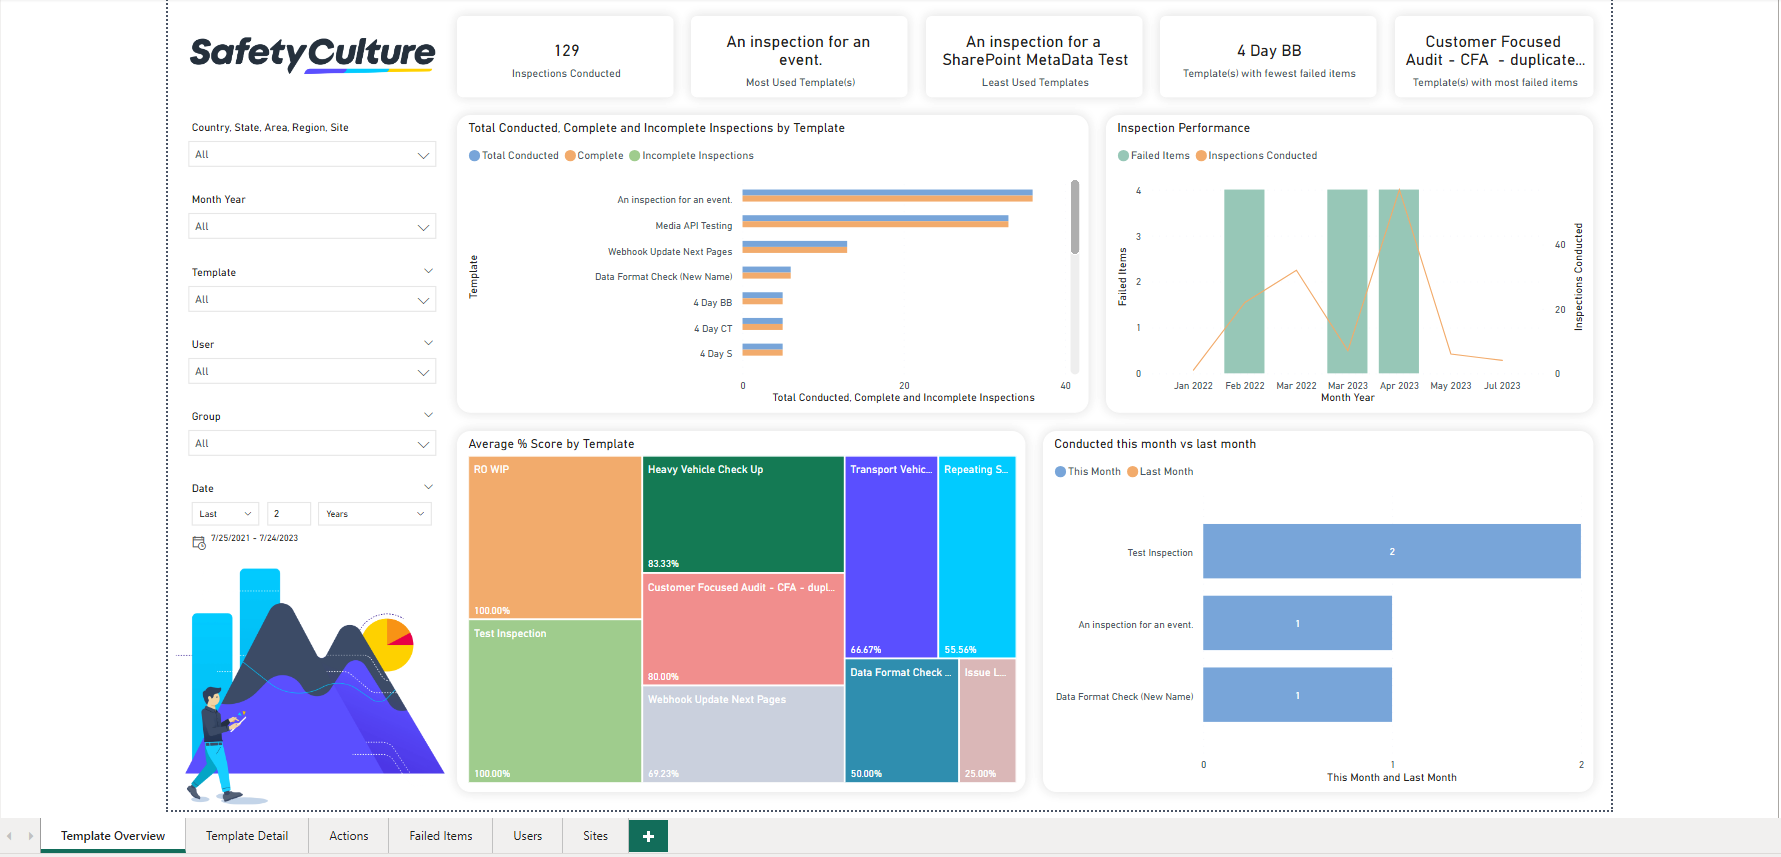 SafetyCulture
129
Inspections Conducted
An inspection for an
event.
Most Used Template(s)
An inspection for a
SharePoint MetaData Test
Least Used Templates
4 Day BB
Template(s) with fewest failed items
Customer Focused
Audit - CFA - duplicate...
Template(s) with most failed items
Country, State, Area, Region, Site
All
Month Year
All
Template
All
User
All
Group
All
Date
Last
2
Years
7/25/2021 - 7/24/2023
Total Conducted, Complete and Incomplete Inspections by Template
Total Conducted
Complete
Incomplete Inspections
Template
An inspection for an event.
Media API Testing
Webhook Update Next Pages
Data Format Check (New Name)
4 Day BB
4 Day CT
4 Day S
0
20
40
Total Conducted, Complete and Incomplete Inspections
Inspection Performance
Failed Items
Inspections Conducted
Failed Items
4
3
2
1
0
40
20
0
Inspections Conducted
Jan 2022
Feb 2022
Mar 2022
Mar 2023
Apr 2023
May 2023
Jul 2023
Month Year
Average % Score by Template
RO WIP
100.00%
Test Inspection
100.00%
Heavy Vehicle Check Up
83.33%
Customer Focused Audit - CFA - dupl...
80.00%
Webhook Update Next Pages
69.23%
Transport Vehic...
66.67%
Repeating S...
55.56%
Data Format Check ...
50.00%
Issue L...
25.00%
Conducted this month vs last month
This Month
Last Month
Test Inspection
2
An inspection for an event.
1
Data Format Check (New Name)
1
0
1
2
This Month and Last Month
Template Overview
Template Detail
Actions
Failed Items
Users
Sites
+